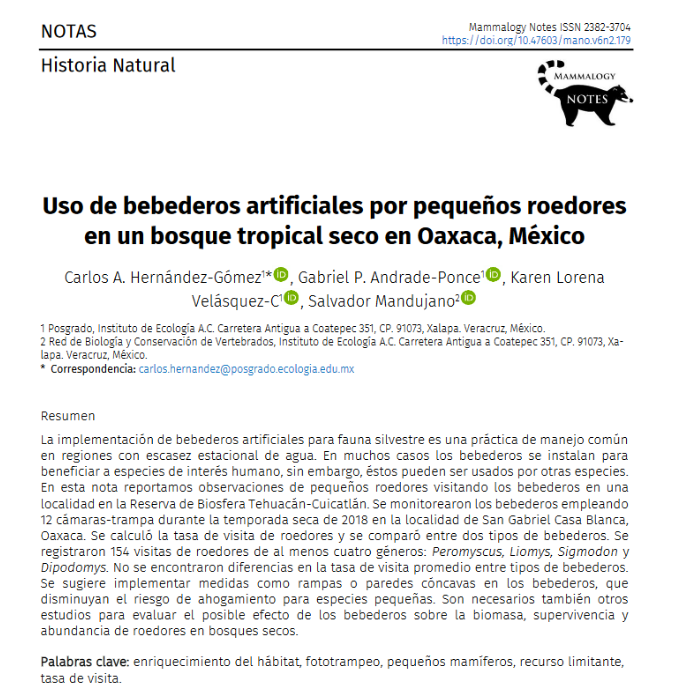 NOTAS
Mammalogy Notes ISSN 2382-3704
https://doi.org/10.47603/mano.v6n2.179
Historia Natural
MAMMALOGY
NOTES
Uso de bebederos artificiales por pequeños roedores
en un bosque tropical seco en Oaxaca, México
Carlos A. Hernández-Gómez¹* iD, Gabriel P. Andrade-Ponce¹ iD, Karen Lorena
Velásquez-C¹ iD, Salvador Mandujano² iD
1 Posgrado, Instituto de Ecología A.C. Carretera Antigua a Coatepec 351, CP. 91073, Xalapa. Veracruz, México.
2 Red de Biología y Conservación de Vertebrados, Instituto de Ecología A.C. Carretera Antigua a Coatepec 351, CP. 91073, Xa-
lapa. Veracruz, México.
* Correspondencia: carlos.hernandez@posgrado.ecologia.edu.mx
Resumen
La implementación de bebederos artificiales para fauna silvestre es una práctica de manejo común
en regiones con escasez estacional de agua. En muchos casos los bebederos se instalan para
beneficiar a especies de interés humano, sin embargo, éstos pueden ser usados por otras especies.
En esta nota reportamos observaciones de pequeños roedores visitando los bebederos en una
localidad en la Reserva de Biosfera Tehuacán-Cuicatlán. Se monitorearon los bebederos empleando
12 cámaras-trampa durante la temporada seca de 2018 en la localidad de San Gabriel Casa Blanca,
Oaxaca. Se calculó la tasa de visita de roedores y se comparó entre dos tipos de bebederos. Se
registraron 154 visitas de roedores de al menos cuatro géneros: Peromyscus, Liomys, Sigmodon y
Dipodomys. No se encontraron diferencias en la tasa de visita promedio entre tipos de bebederos.
Se sugiere implementar medidas como rampas o paredes cóncavas en los bebederos, que
disminuyan el riesgo de ahogamiento para especies pequeñas. Son necesarios también otros
estudios para evaluar el posible efecto de los bebederos sobre la biomasa, supervivencia y
abundancia de roedores en bosques secos.
Palabras clave: enriquecimiento del hábitat, fototrampeo, pequeños mamíferos, recurso limitante,
tasa de visita.